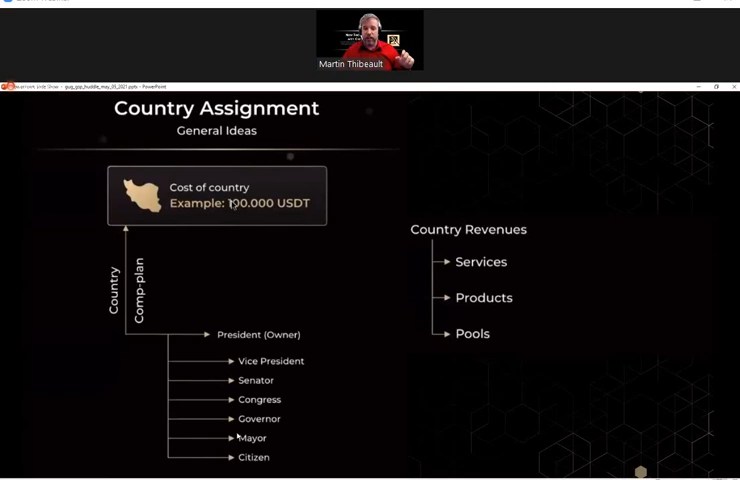 Martin Thibeault
Country Assignment
General Ideas
Cost of country
Example: 100.000 USDT
Country
Comp-plan
President (Owner)
Vice President
Senator
Congress
Governor
Mayor
Citizen
Country Revenues
Services
Products
Pools